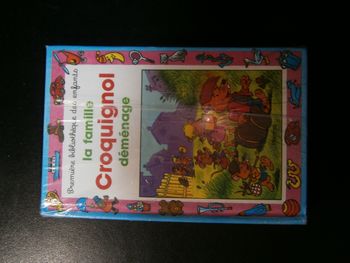 Première bibliothèque des enfants
la famille
Croquignol
déménage